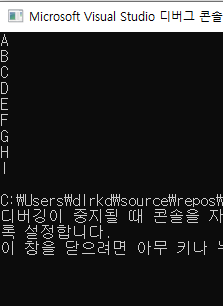 Microsoft Visual Studio 디버그 콘솔
A
B
C
D
E
F
G
H
I
C:\Users\dlrkd\source\repos\
디버깅이 중지될 때 콘솔을 자
록 설정합니다.
이 창을 닫으려면 아무 키나 누